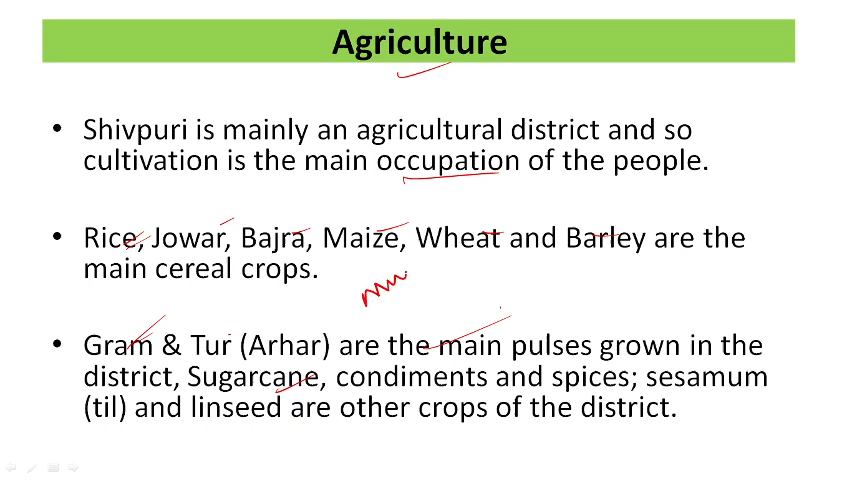 Agriculture
• Shivpuri is mainly an agricultural district and so
cultivation is the main occupation of the people.
• Rice, Jowar, Bajra, Maize, Wheat and Barley are the
main cereal crops.
• Gram & Tur (Arhar) are the main pulses grown in the
district, Sugarcane, condiments and spices; sesamum
(til) and linseed are other crops of the district.